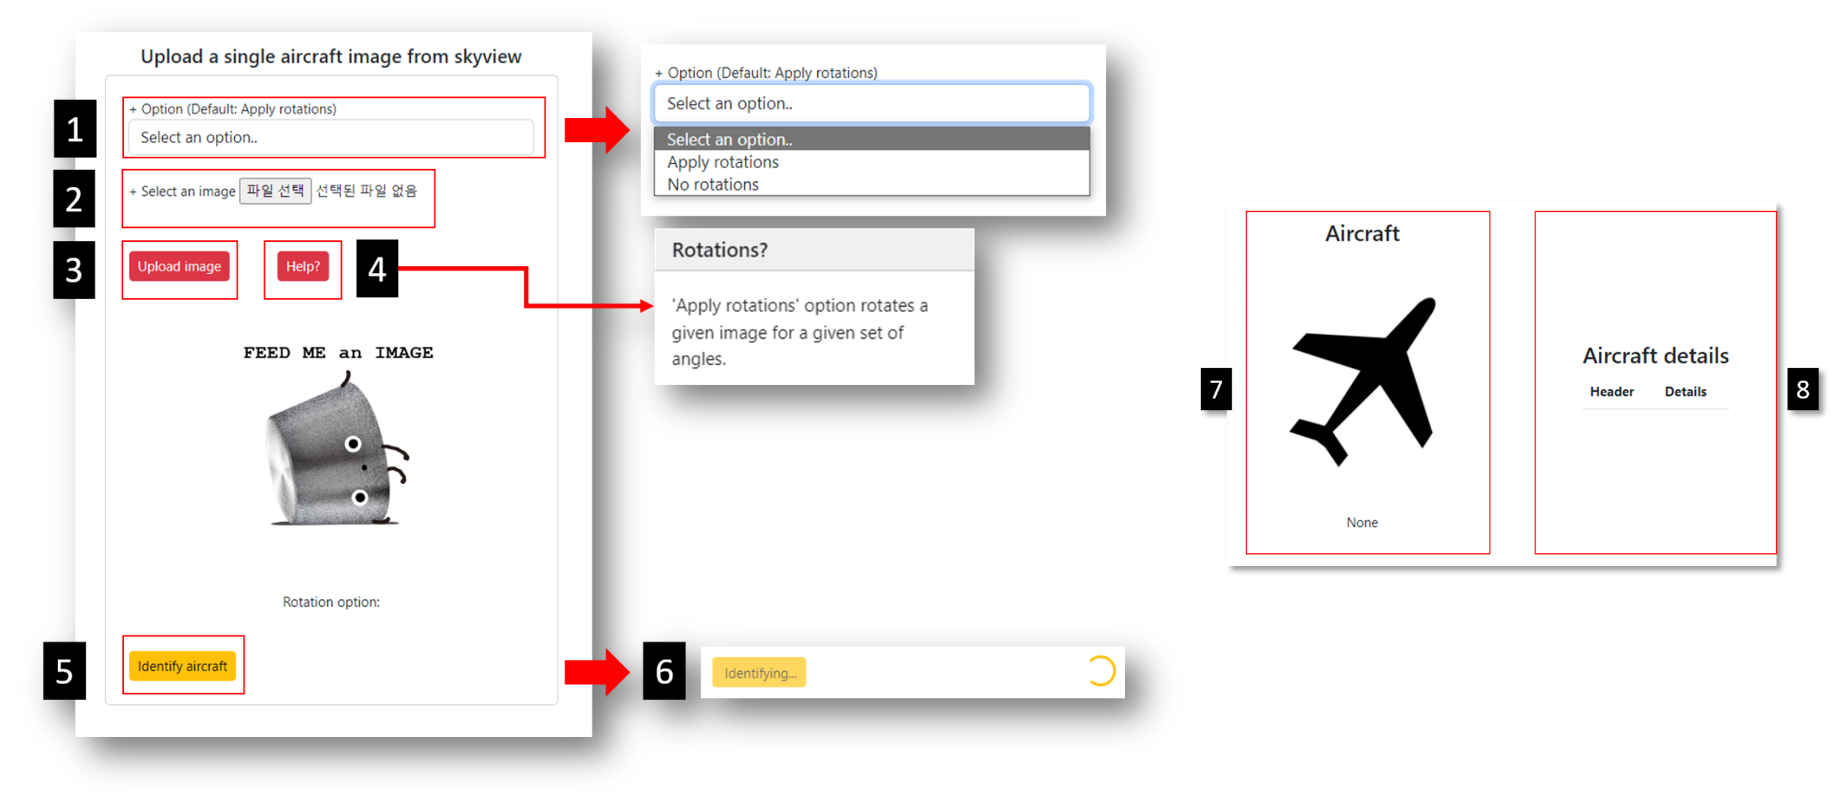 Upload a single aircraft image from skyview
1
+ Option (Default: Apply rotations)
Select an option..
2
+ Select an image 파일 선택 선택된 파일 없음
3
Upload image
Help?
4
FEED ME an IMAGE
Rotation option:
5
Identify aircraft
+ Option (Default: Apply rotations)
Select an option..
Select an option..
Apply rotations
No rotations
Rotations?
'Apply rotations' option rotates a
given image for a given set of
angles.
6
Identifying...
7
Aircraft
None
Aircraft details
Header Details
8